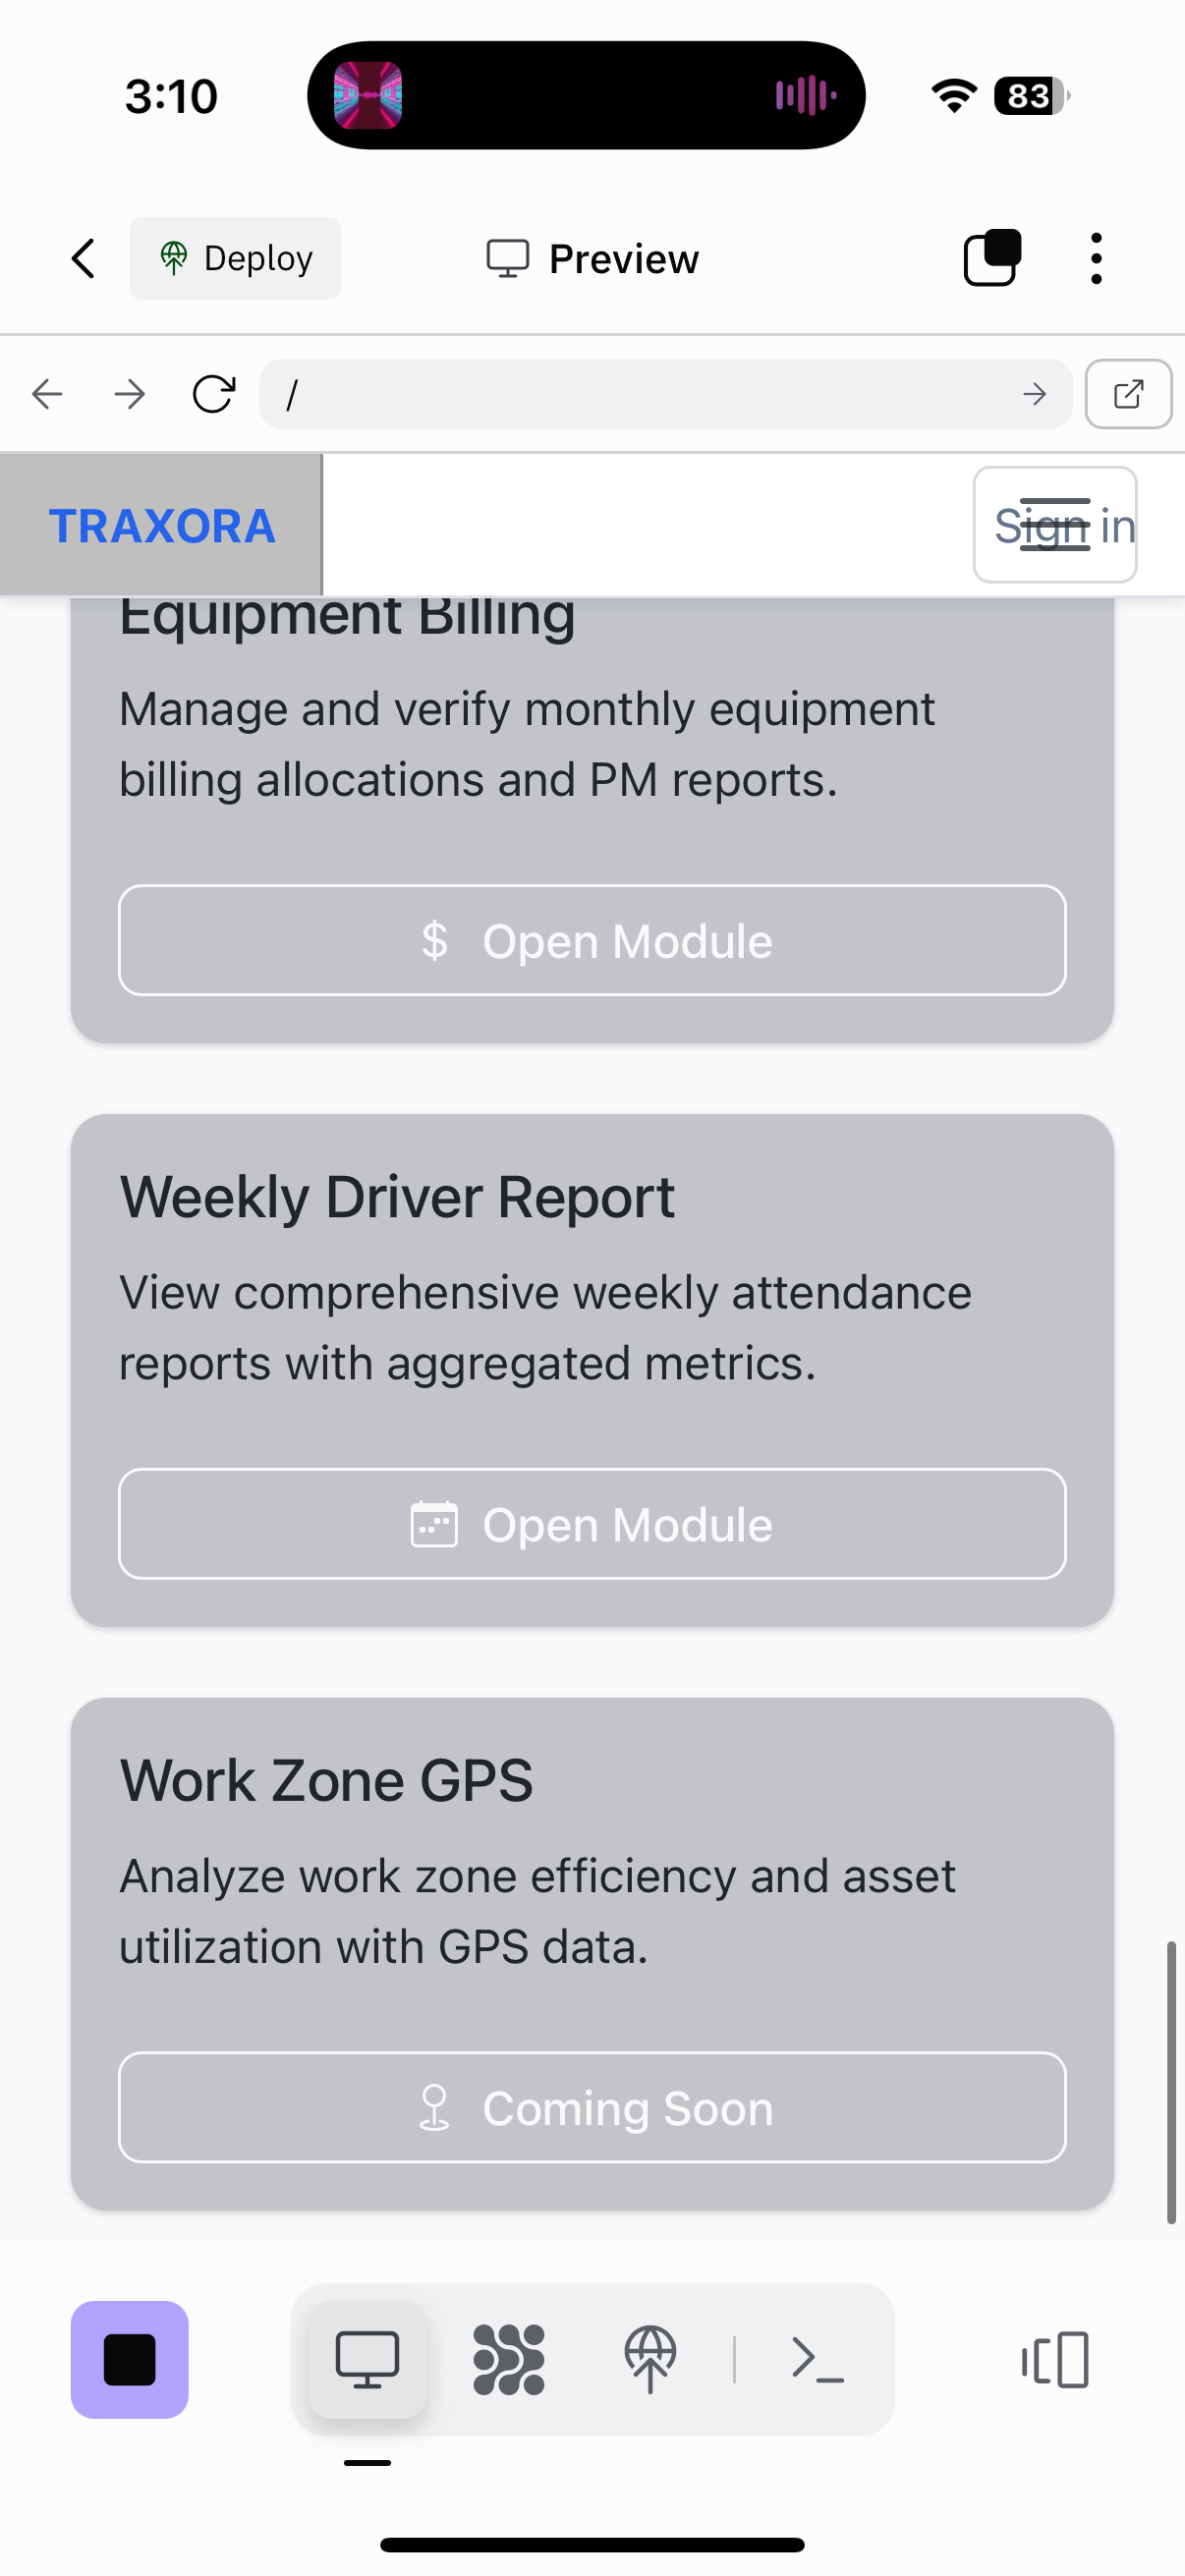 3:10
83
Deploy
Preview
/
TRAXORA
Sign in
Equipment Billing
Manage and verify monthly equipment
billing allocations and PM reports.
$ Open Module
Weekly Driver Report
View comprehensive weekly attendance
reports with aggregated metrics.
Open Module
Work Zone GPS
Analyze work zone efficiency and asset
utilization with GPS data.
Coming Soon